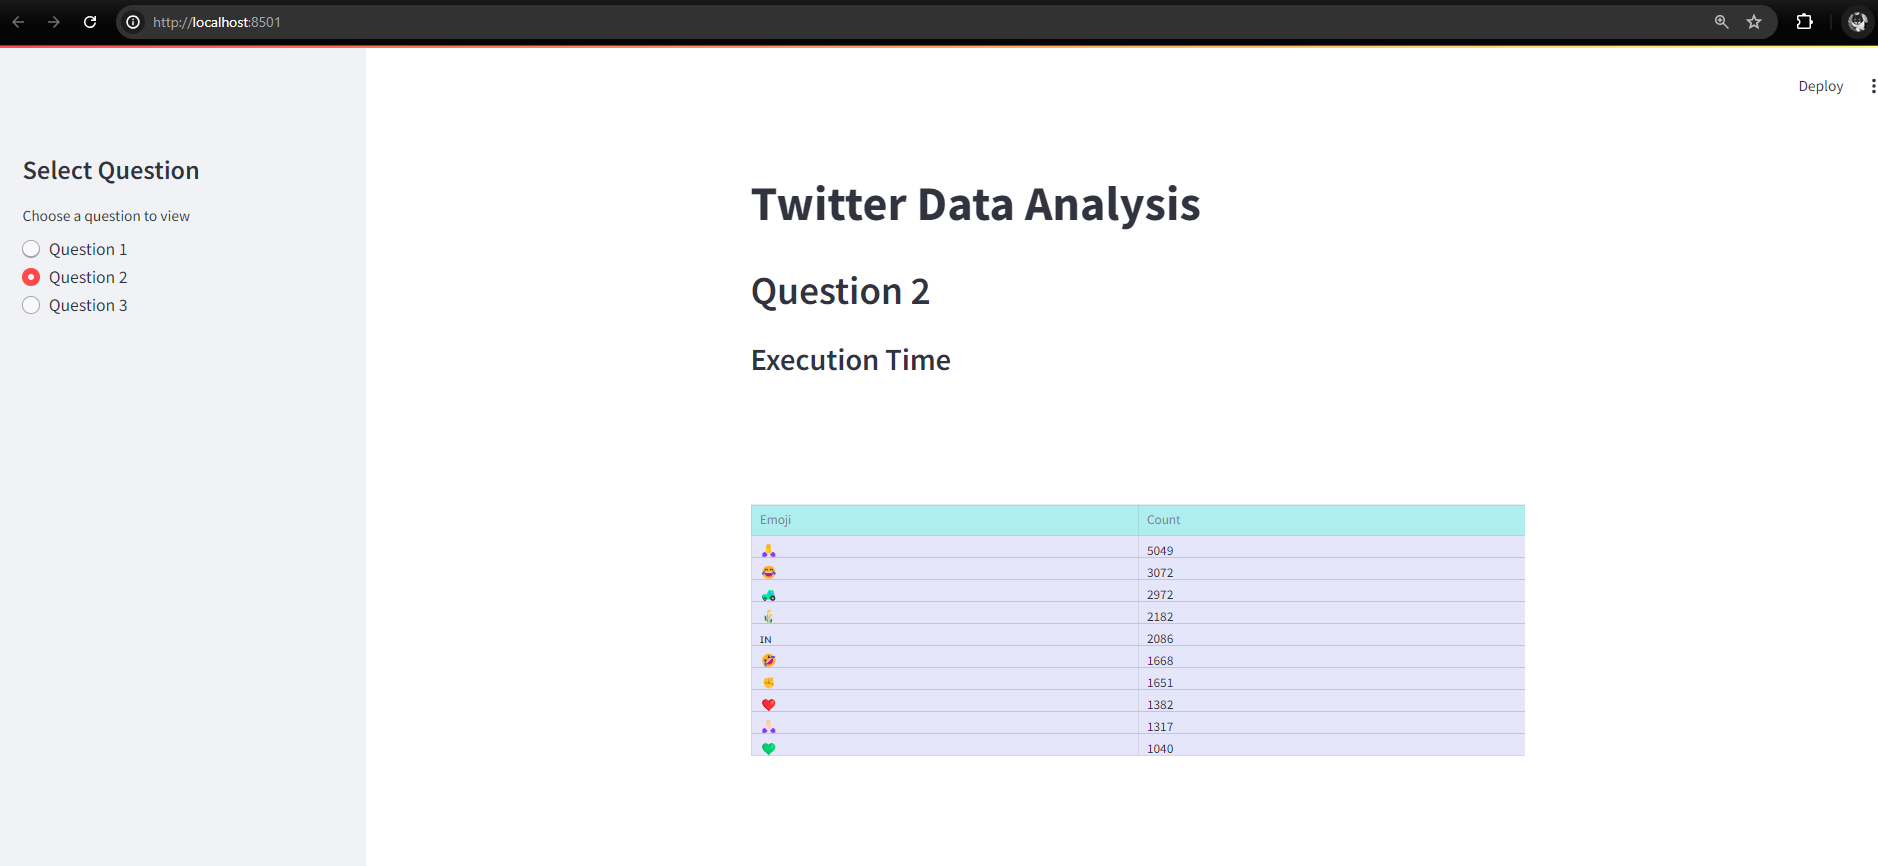 http://localhost:8501
Deploy
Select Question
Choose a question to view
Question 1
Question 2
Question 3
Twitter Data Analysis
Question 2
Execution Time
Emoji Count
🙏 5049
😂 3072
🚜 2972
🌾 2182
IN 2086
🤣 1668
✊ 1651
❤️ 1382
🙏🏻 1317
💚 1040